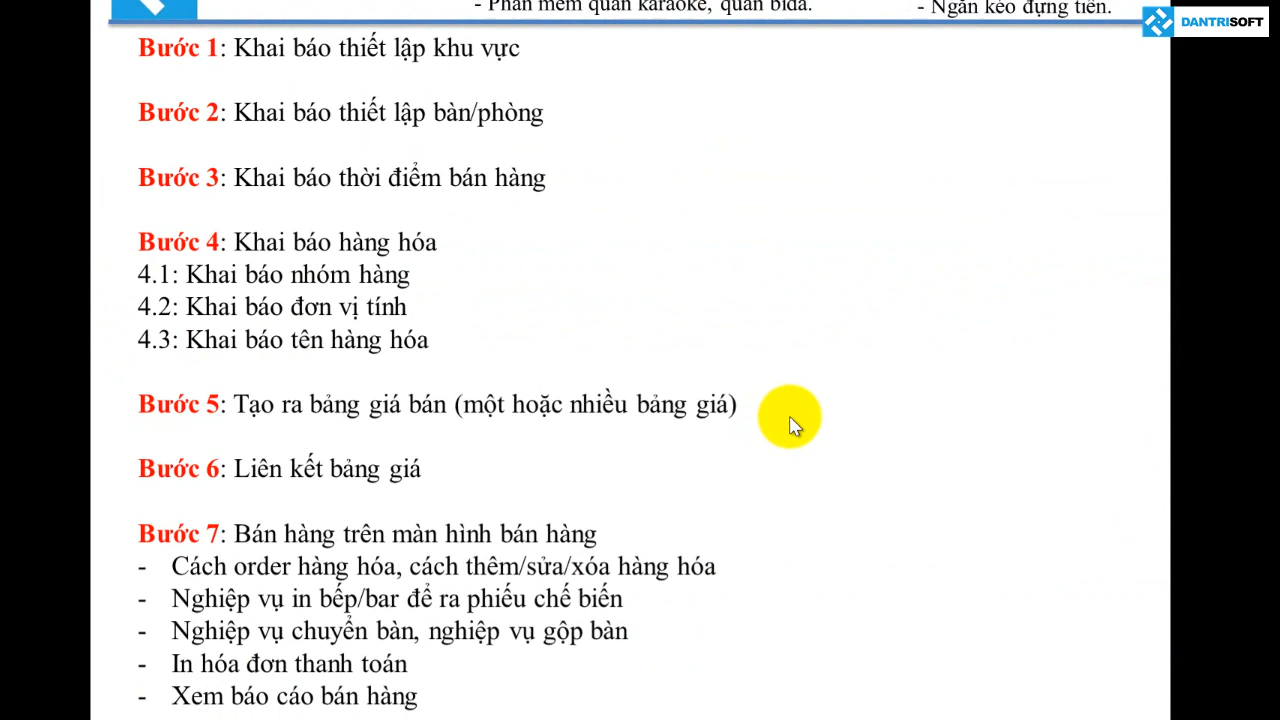 - Phần mềm quán karaoke, quán bida.
- Ngăn kéo đựng tiền.
DANTRISOFT
Bước 1: Khai báo thiết lập khu vực
Bước 2: Khai báo thiết lập bàn/phòng
Bước 3: Khai báo thời điểm bán hàng
Bước 4: Khai báo hàng hóa
4.1: Khai báo nhóm hàng
4.2: Khai báo đơn vị tính
4.3: Khai báo tên hàng hóa
Bước 5: Tạo ra bảng giá bán (một hoặc nhiều bảng giá)
Bước 6: Liên kết bảng giá
Bước 7: Bán hàng trên màn hình bán hàng
- Cách order hàng hóa, cách thêm/sửa/xóa hàng hóa
- Nghiệp vụ in bếp/bar để ra phiếu chế biến
- Nghiệp vụ chuyển bàn, nghiệp vụ gộp bàn
- In hóa đơn thanh toán
- Xem báo cáo bán hàng